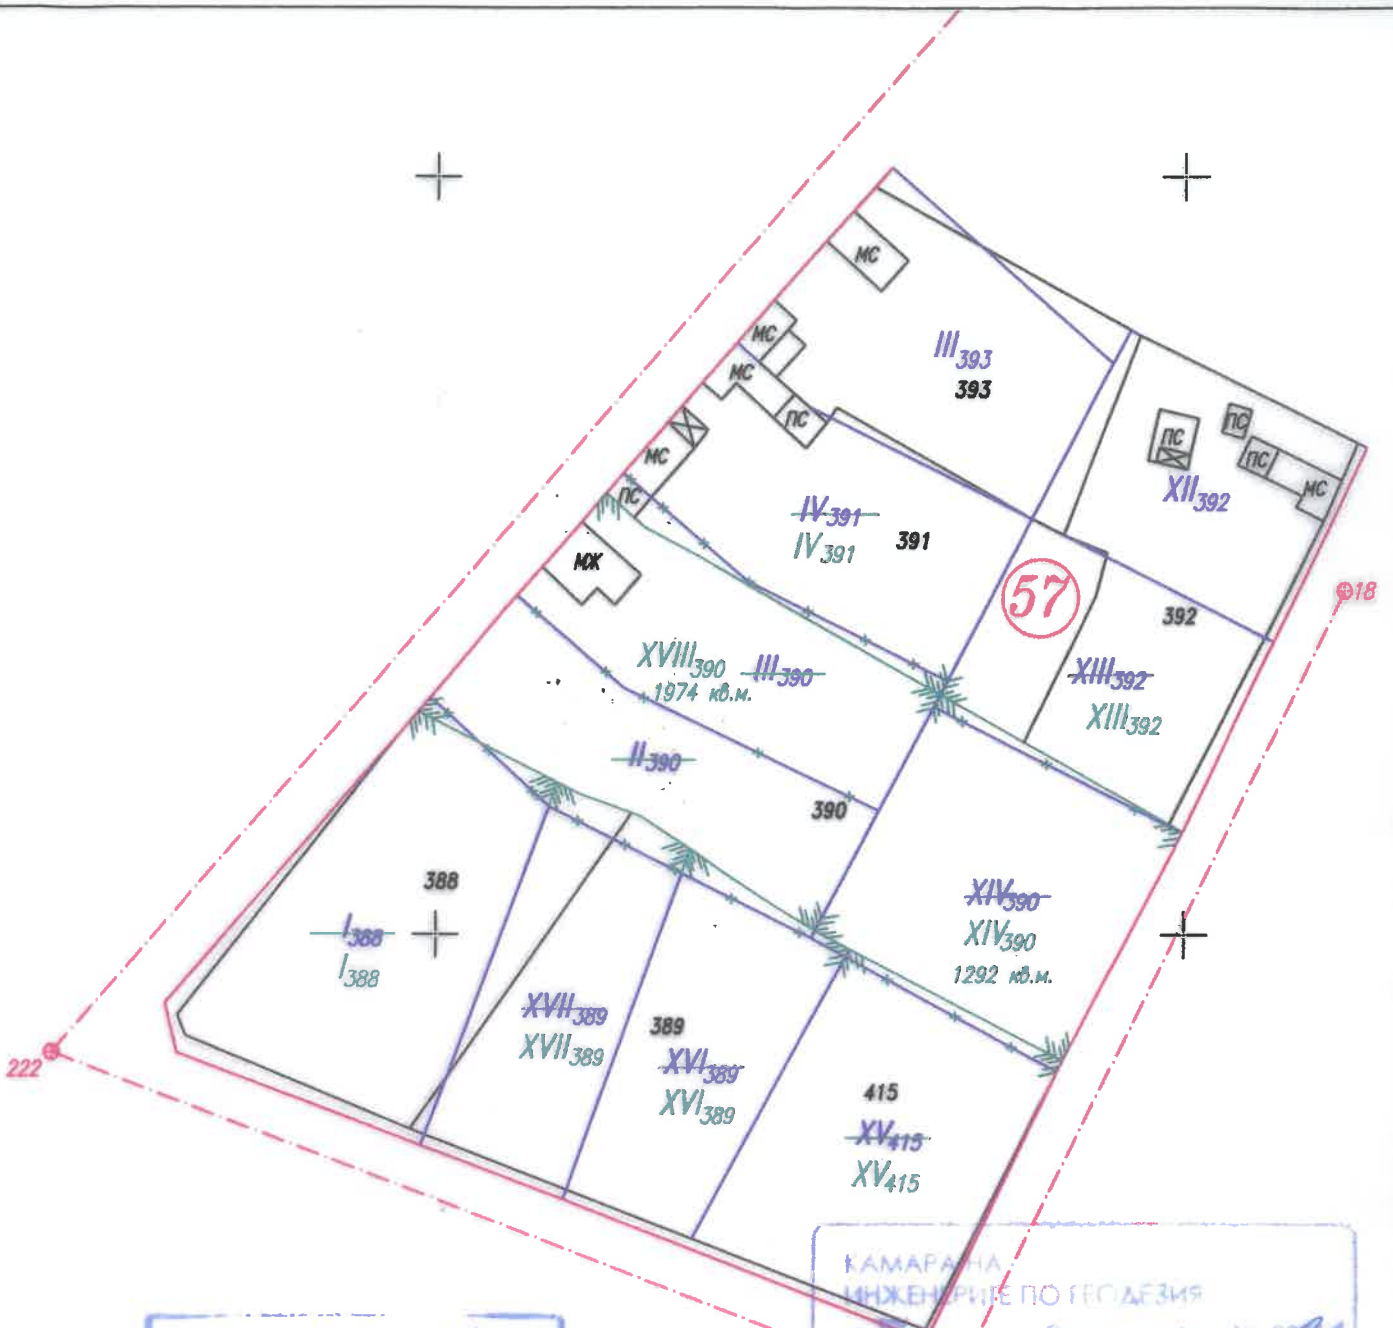 МС
III393
393
МС
МС
ПС
ПС
ПС
ПС
МС
XII392
МС
ПС
IV391
IV391
391
МЖ
57
18
392
XVIII390
III390
1974 кв.м.
XIII392
XIII392
II390
390
388
I388
I388
XIV390
XIV390
1292 кв.м.
XVII389
XVII389
389
XVI389
XVI389
222
415
XV415
XV415
КАМАРА НА
ИНЖЕНЕРИТЕ ПО ГЕОДЕЗИЯ